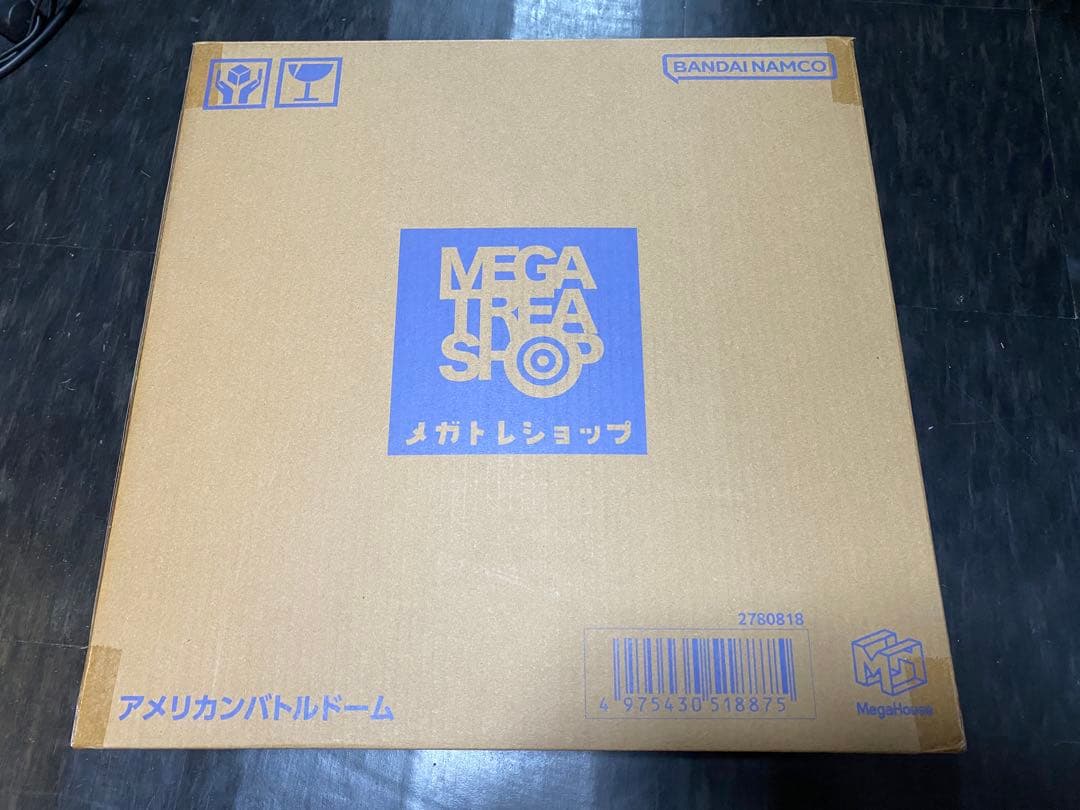 BANDAI NAMCO
MEGA
TREA
SHOP
メガトレショップ
2780818
4 975430 518875
アメリカンバトルドーム
MegaHouse